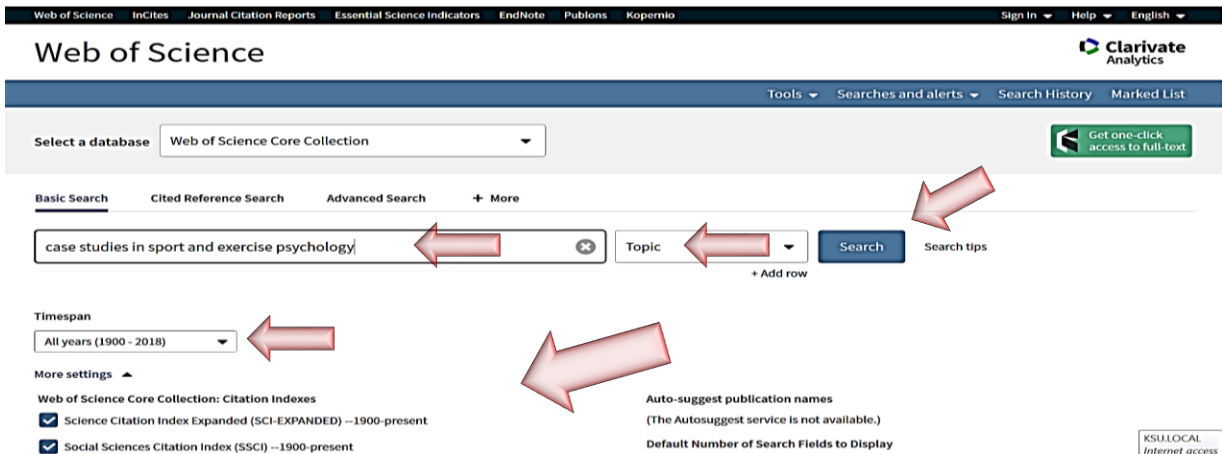 Web of Science InCites Journal Citation Reports Essential Science Indicators EndNote Publons Kopernio Sign In Help English
Web of Science
Clarivate
Analytics
Tools Searches and alerts Search History Marked List
Select a database Web of Science Core Collection
Get one-click
access to full-text
Basic Search Cited Reference Search Advanced Search + More
case studies in sport and exercise psychology Topic Search Search tips
+ Add row
Timespan
All years (1900 - 2018)
More settings
Web of Science Core Collection: Citation Indexes
Auto-suggest publication names
Science Citation Index Expanded (SCI-EXPANDED) --1900-present
(The Autosuggest service is not available.)
Social Sciences Citation Index (SSCI) --1900-present
Default Number of Search Fields to Display
KSU.LOCAL
Internet access